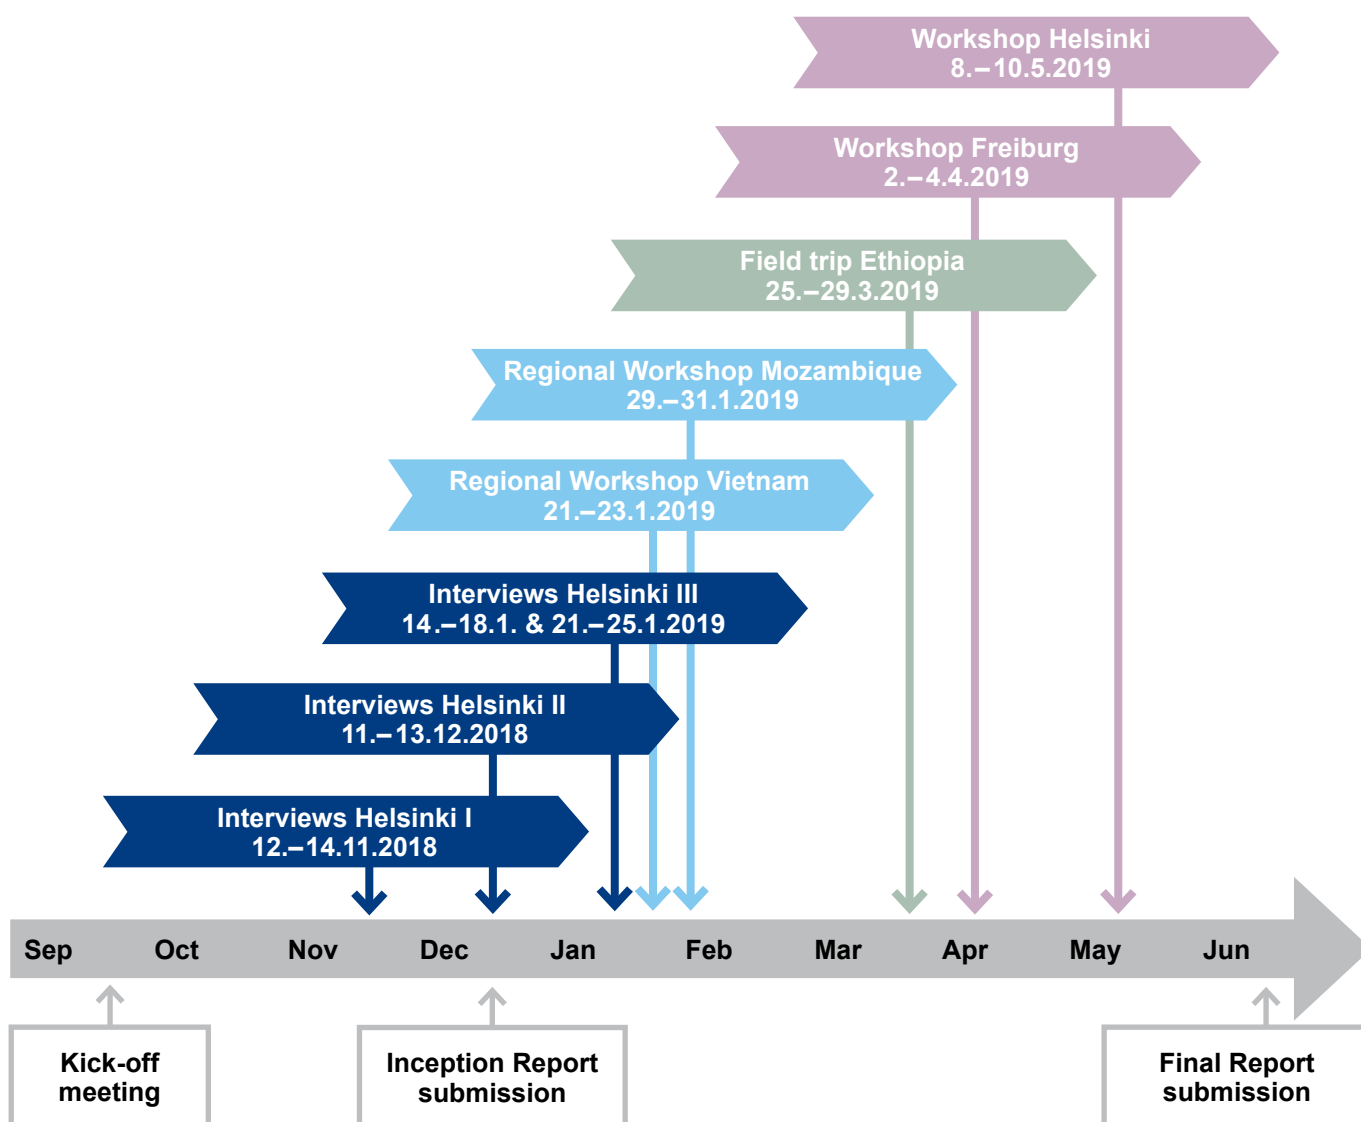 Workshop Helsinki
8.–10.5.2019
Workshop Freiburg
2.–4.4.2019
Field trip Ethiopia
25.–29.3.2019
Regional Workshop Mozambique
29.–31.1.2019
Regional Workshop Vietnam
21.–23.1.2019
Interviews Helsinki III
14.–18.1. & 21.–25.1.2019
Interviews Helsinki II
11.–13.12.2018
Interviews Helsinki I
12.–14.11.2018
Sep Oct Nov Dec Jan Feb Mar Apr May Jun
Kick-off
meeting
Inception Report
submission
Final Report
submission